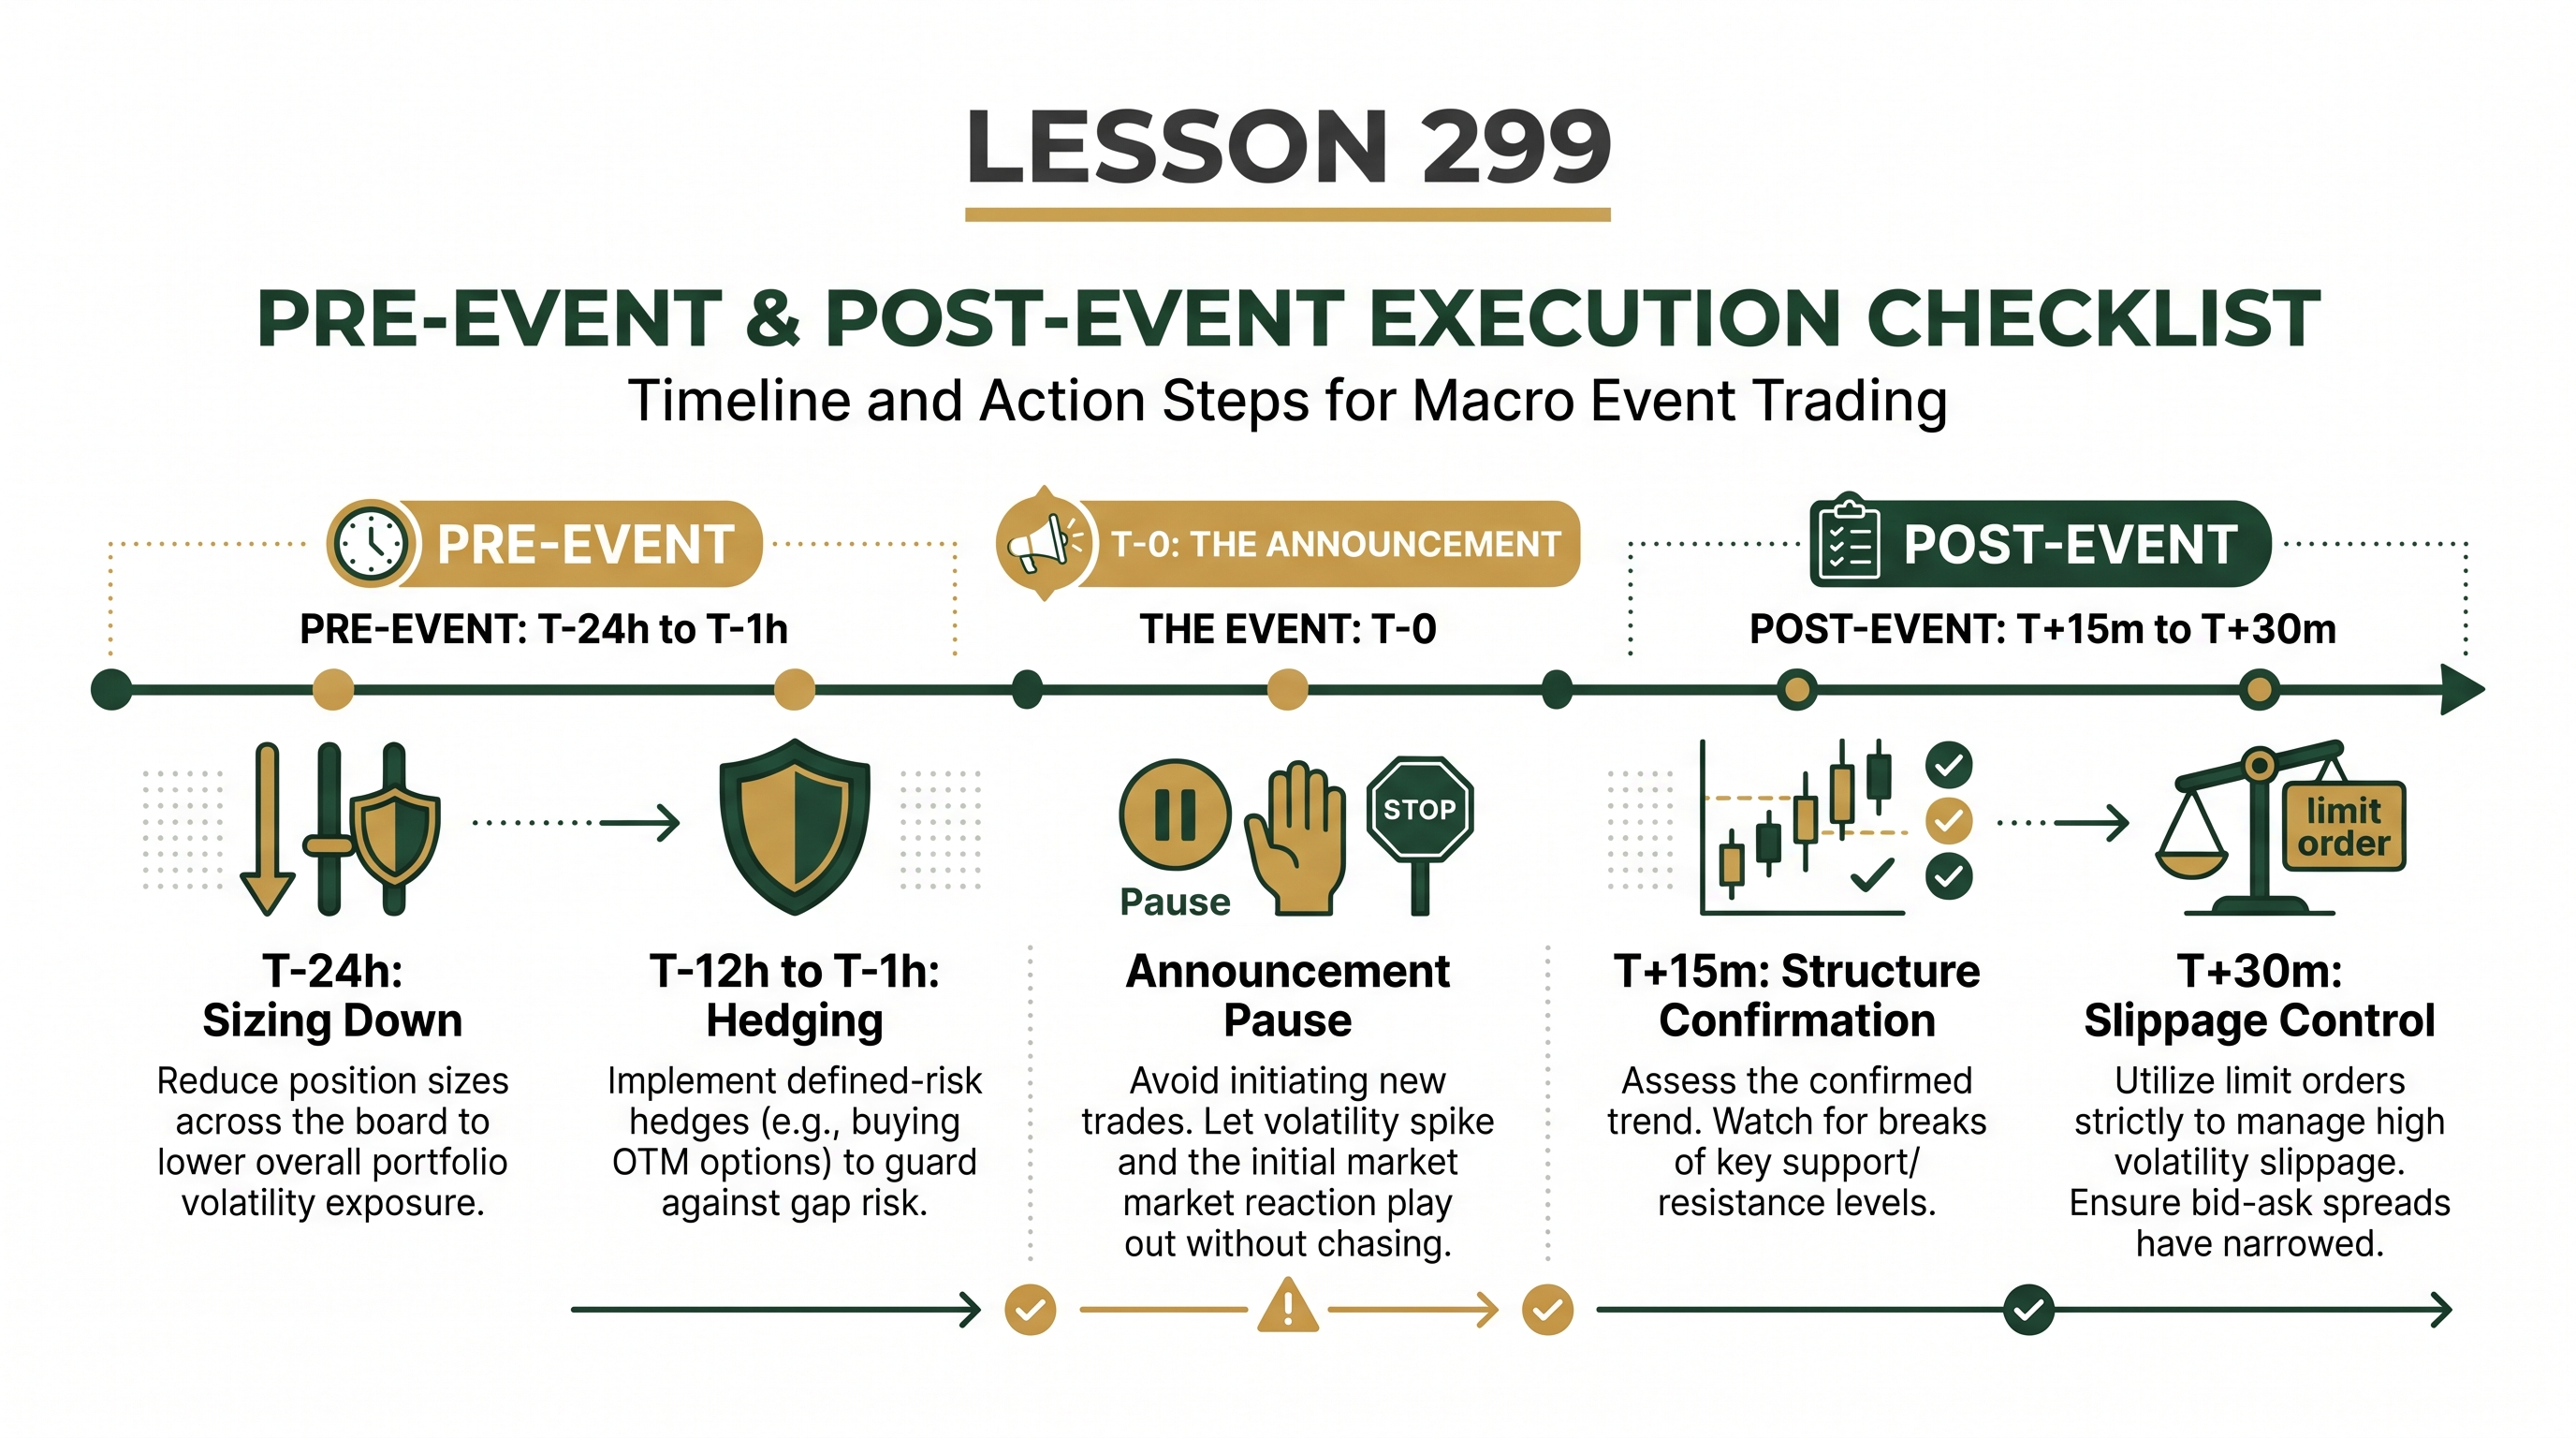 LESSON 299
PRE-EVENT & POST-EVENT EXECUTION CHECKLIST
Timeline and Action Steps for Macro Event Trading
PRE-EVENT
PRE-EVENT: T-24h to T-1h
T-0: THE ANNOUNCEMENT
THE EVENT: T-0
POST-EVENT
POST-EVENT: T+15m to T+30m
T-24h:
Sizing Down
Reduce position sizes
across the board to
lower overall portfolio
volatility exposure.
T-12h to T-1h:
Hedging
Implement defined-risk
hedges (e.g., buying
OTM options) to guard
against gap risk.
Pause
STOP
Announcement
Pause
Avoid initiating new
trades. Let volatility spike
and the initial market
market reaction play
out without chasing.
T+15m: Structure
Confirmation
Assess the confirmed
trend. Watch for breaks
of key support/
resistance levels.
limit
order
T+30m:
Slippage Control
Utilize limit orders
strictly to manage high
volatility slippage.
Ensure bid-ask spreads
have narrowed.